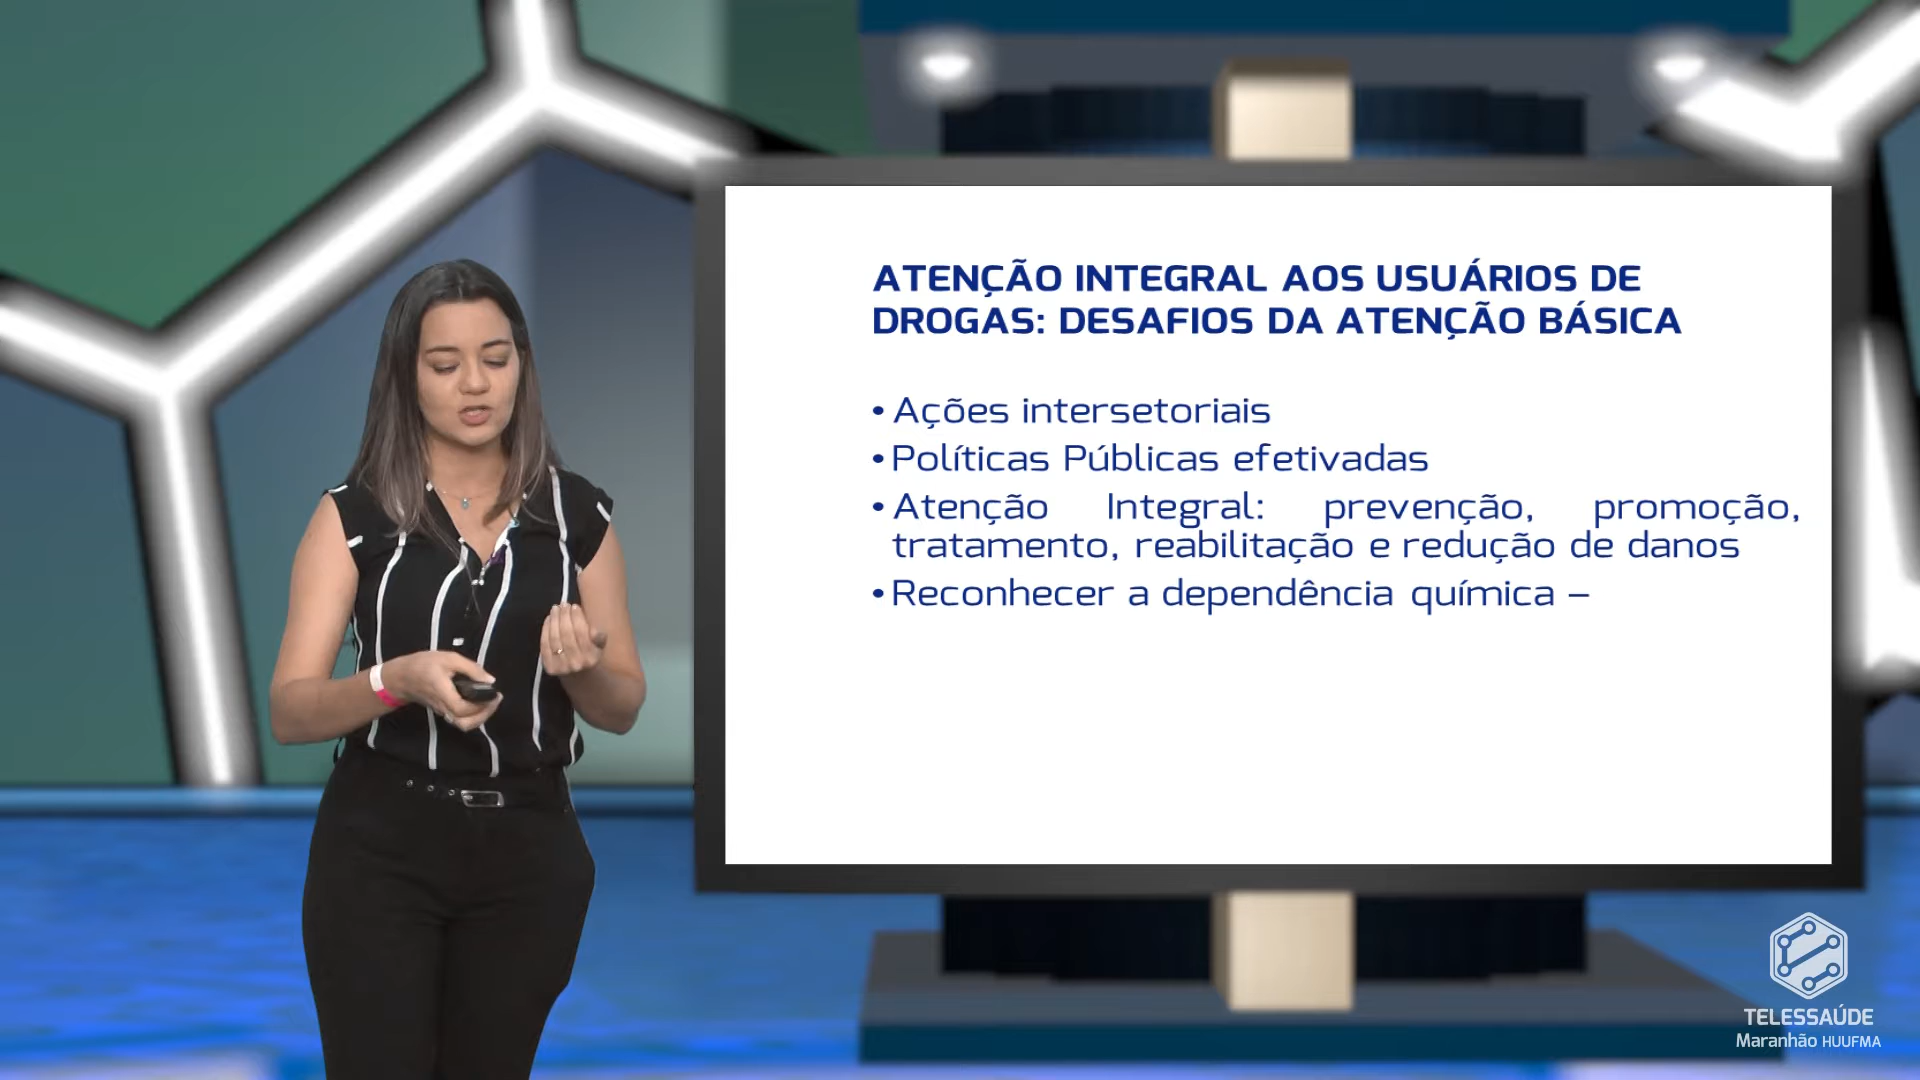 ATENÇÃO INTEGRAL AOS USUÁRIOS DE
DROGAS: DESAFIOS DA ATENÇÃO BÁSICA
• Ações intersetoriais
• Políticas Públicas efetivadas
• Atenção Integral: prevenção, promoção,
tratamento, reabilitação e redução de danos
• Reconhecer a dependência química –
TELESSAÚDE
Maranhão HUUFMA